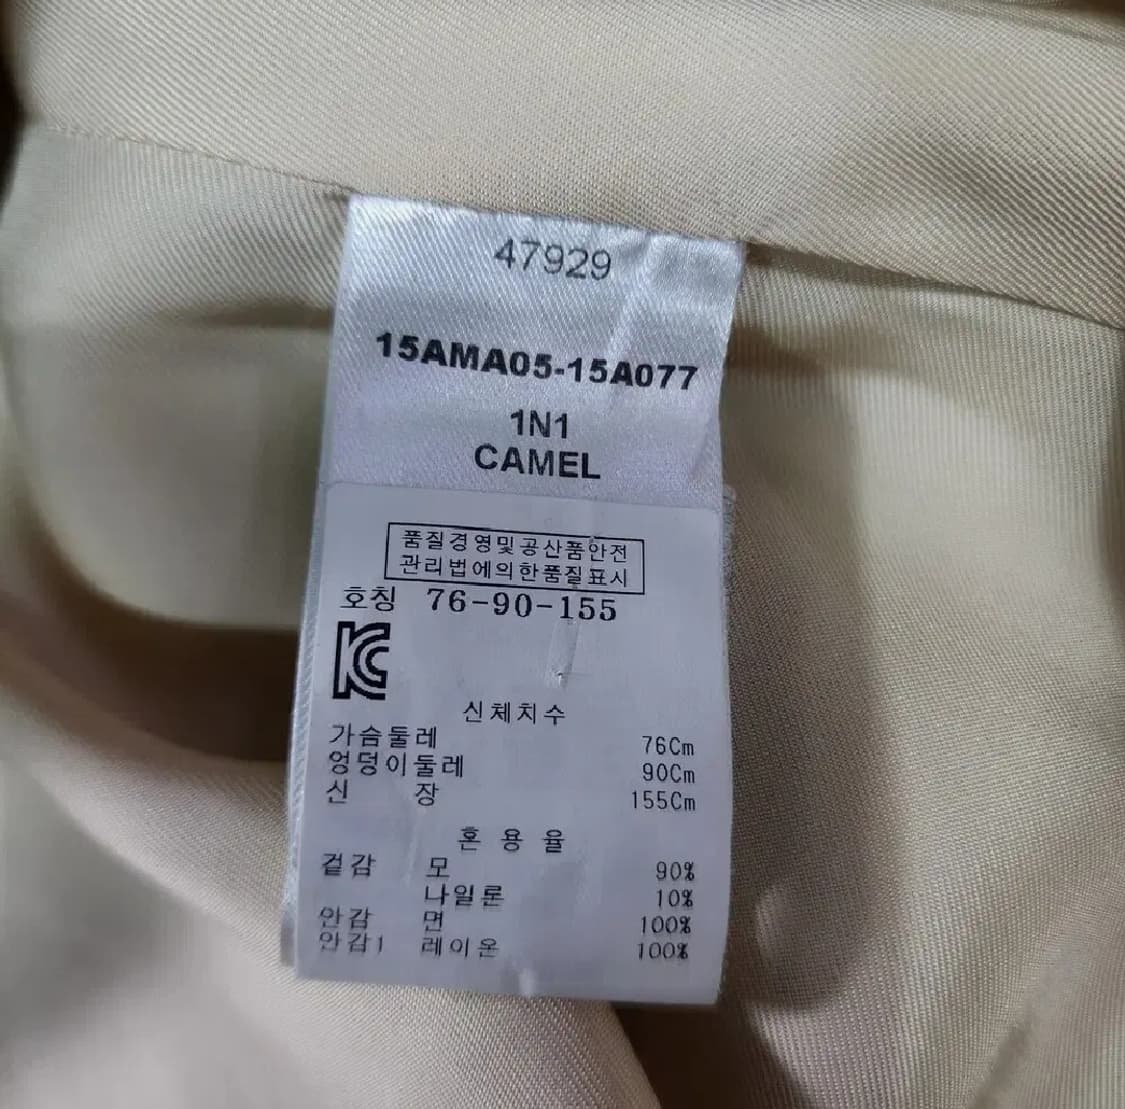 47929
15AMA05-15A077
1N1
CAMEL
품질경영및공산품안전
관리법에의한품질표시
호칭 76-90-155
KC
신체치수
가슴둘레 76Cm
엉덩이둘레 90Cm
신 장 155Cm
혼 용 율
겉감 모 90%
나일론 10%
안감 면 100%
안감1 레이온 100%